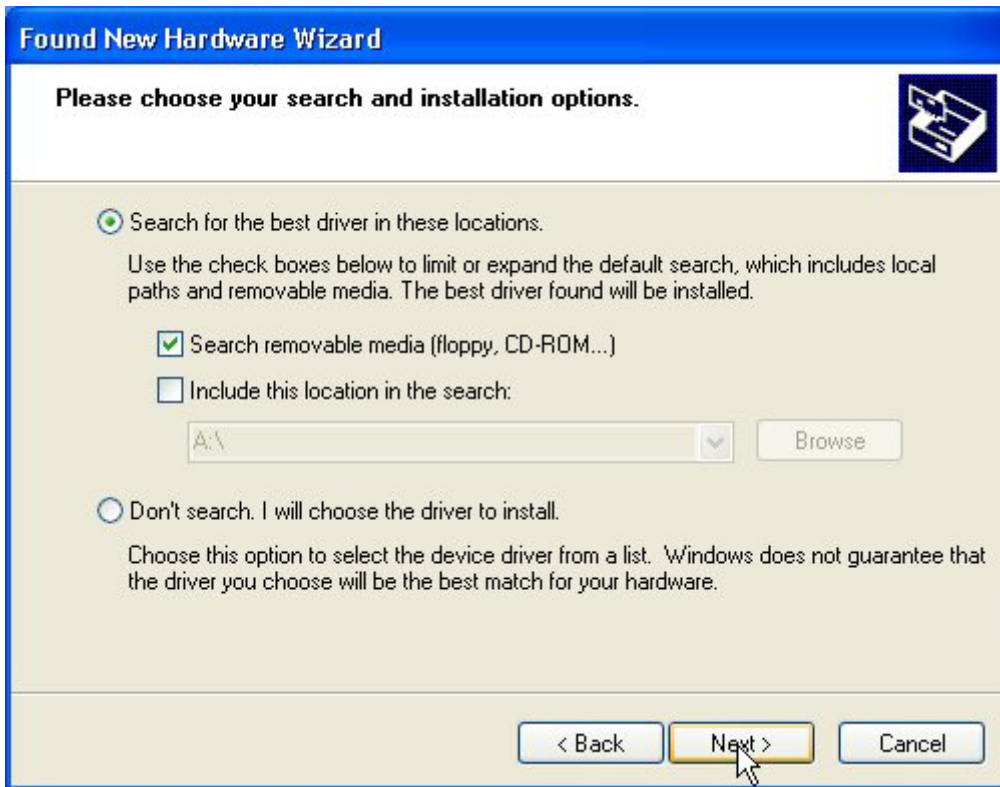 Found New Hardware Wizard
Please choose your search and installation options.
Search for the best driver in these locations.
Use the check boxes below to limit or expand the default search, which includes local
paths and removable media. The best driver found will be installed.
Search removable media (floppy, CD-ROM...)
Include this location in the search:
A:\
Browse
Don't search. I will choose the driver to install.
Choose this option to select the device driver from a list.  Windows does not guarantee that
the driver you choose will be the best match for your hardware.
< Back
Next >
Cancel